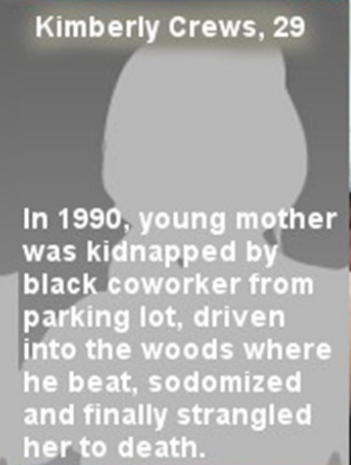 Kimberly Crews, 29
In 1990, young mother
was kidnapped by
black coworker from
parking lot, driven
into the woods where
he beat, sodomized
and finally strangled
her to death.